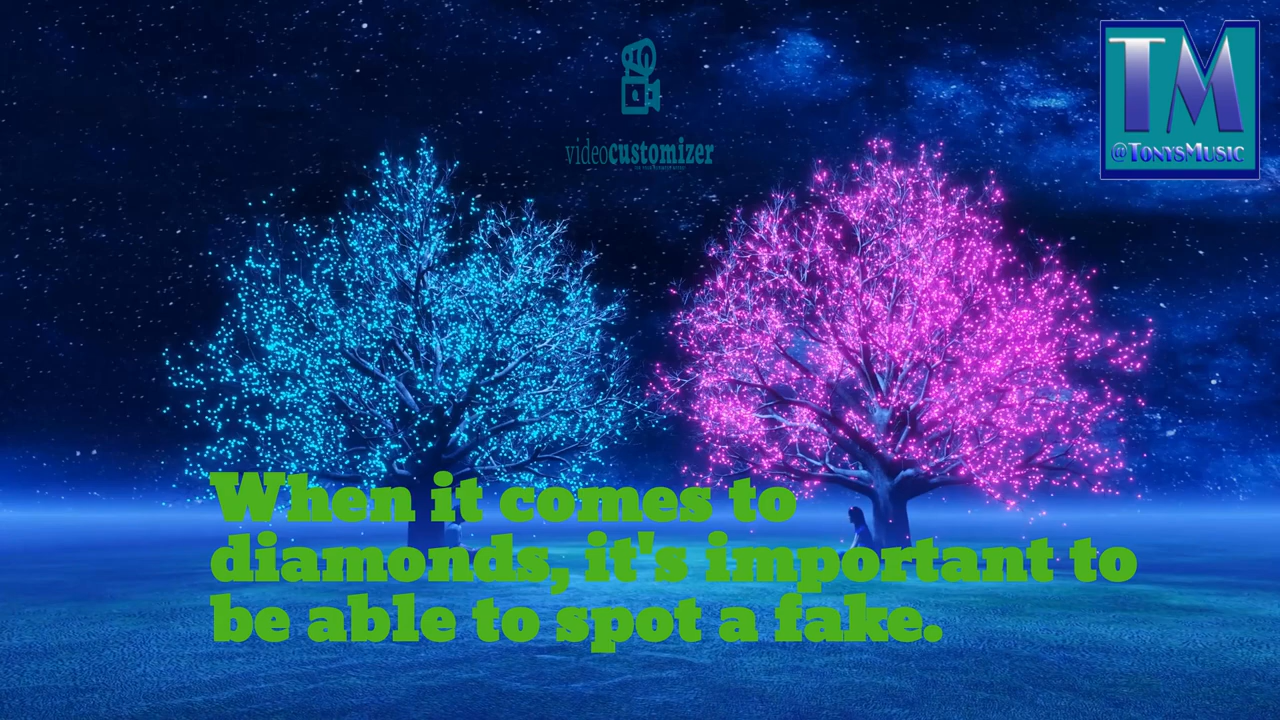 videocustomizer
TM
@TonysMusic
When it comes to
diamonds, it's important to
be able to spot a fake.